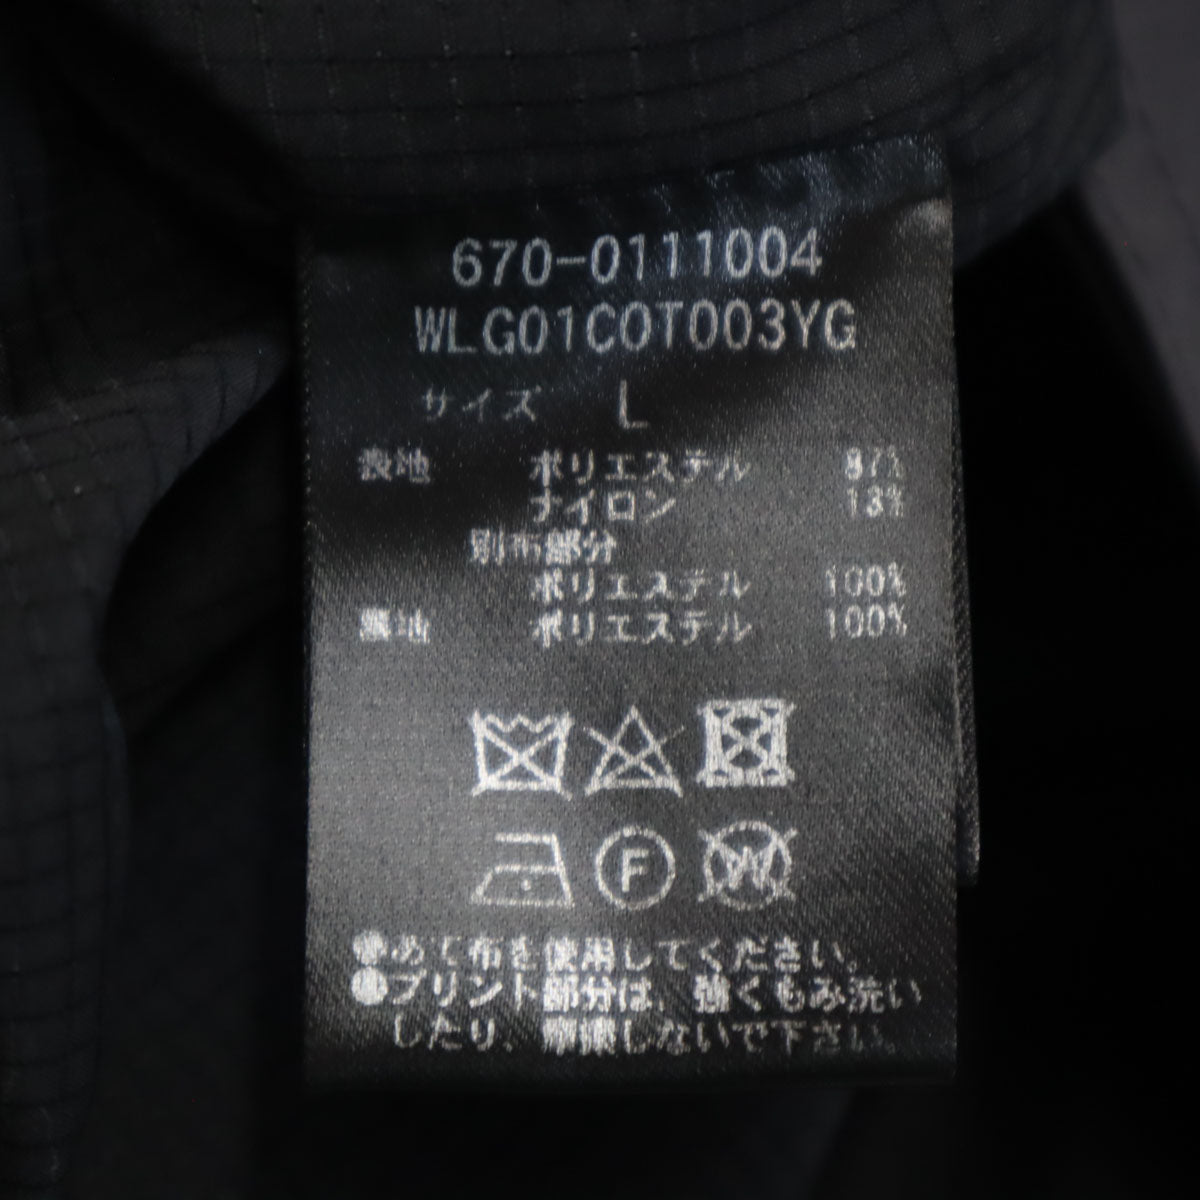 670-0111004
WLG01COT003YG
サイズ L
表地 ポリエステル 87%
ナイロン 13%
別布部分
ポリエステル 100%
裏地 ポリエステル 100%
F W
●あて布を使用してください。
●プリント部分は、強くもみ洗い
したり、摩擦しないで下さい。